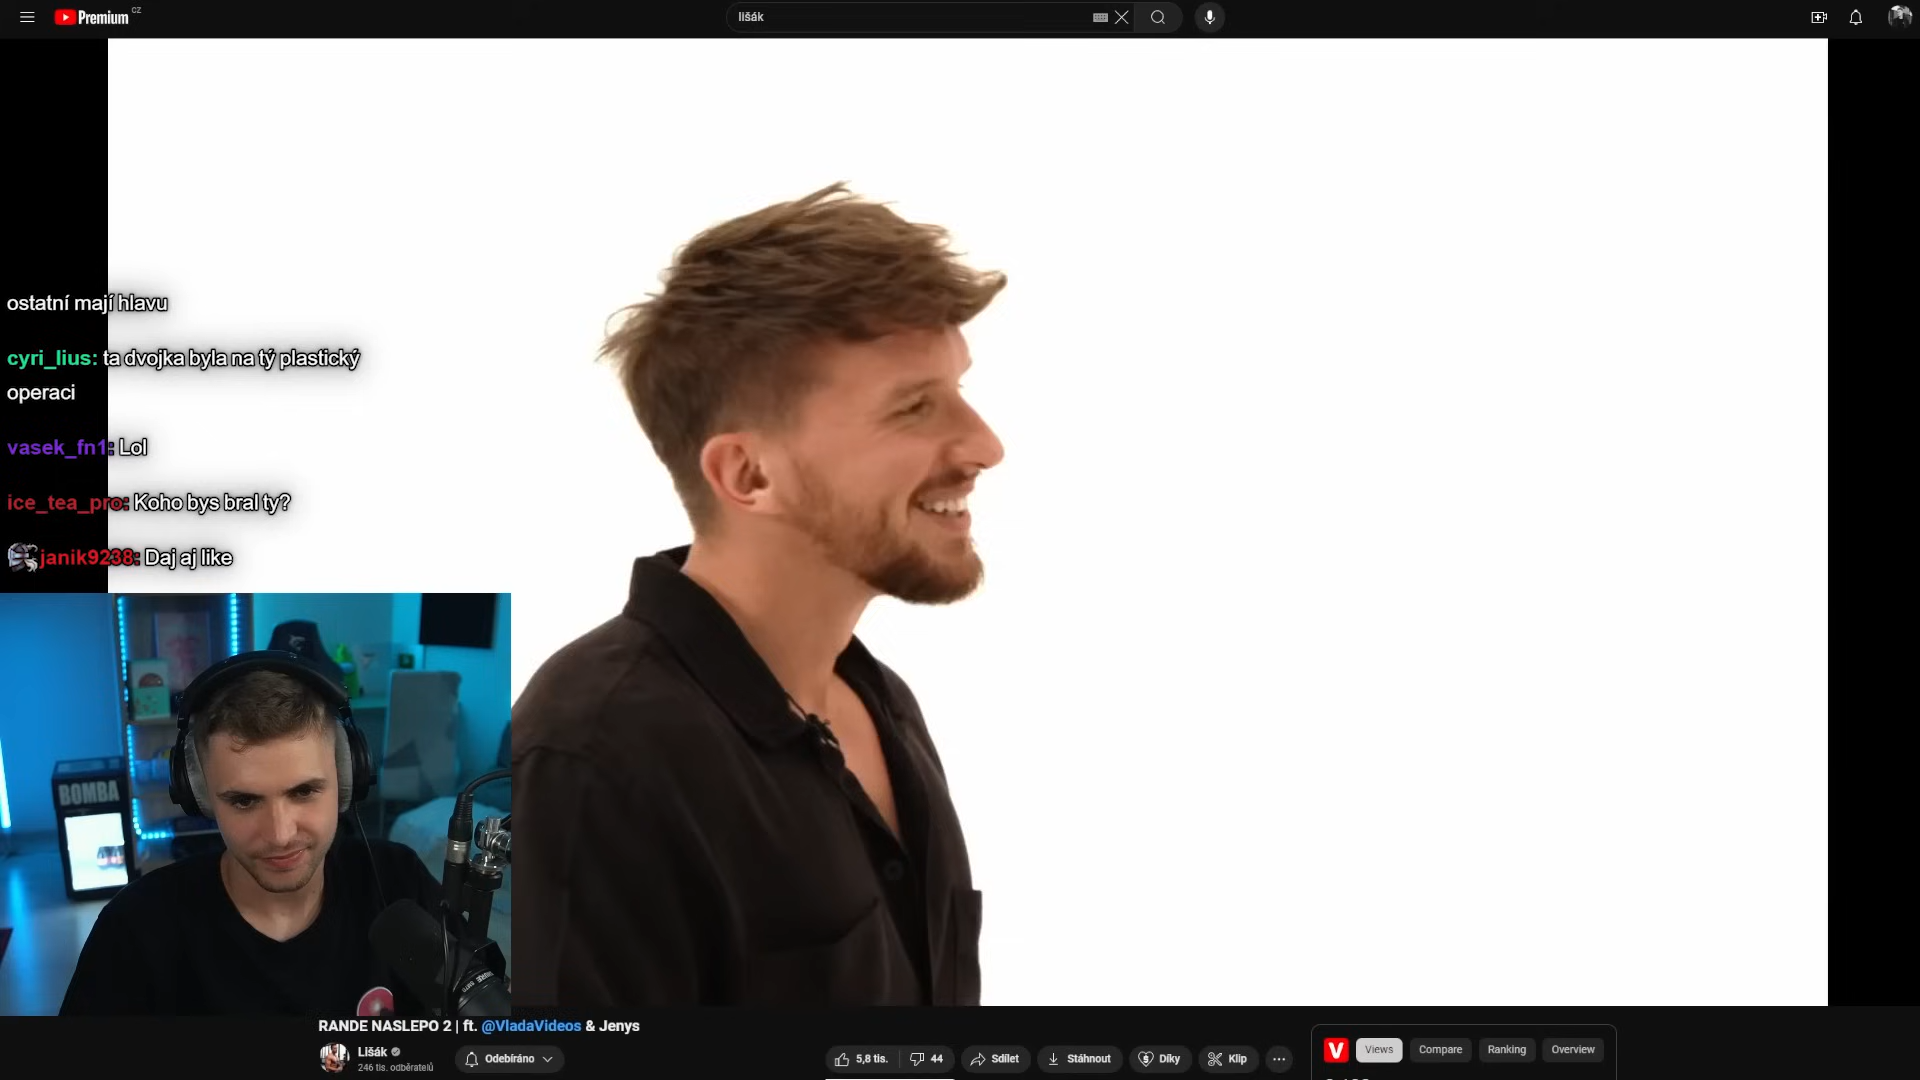 Premium CZ
lišák
ostatní mají hlavu
cyri_lius: ta dvojka byla na tý plastický
operaci
vasek_fn1: Lol
ice_tea_pro: Koho bys bral ty?
janik9238: Daj aj like
BOMBA
RANDE NASLEPO 2 | ft. @VladaVideos & Jenys
Lišák
246 tis. odběratelů
Odebíráno
5,8 tis.
44
Sdílet
Stáhnout
Díky
Klip
Views
Compare
Ranking
Overview